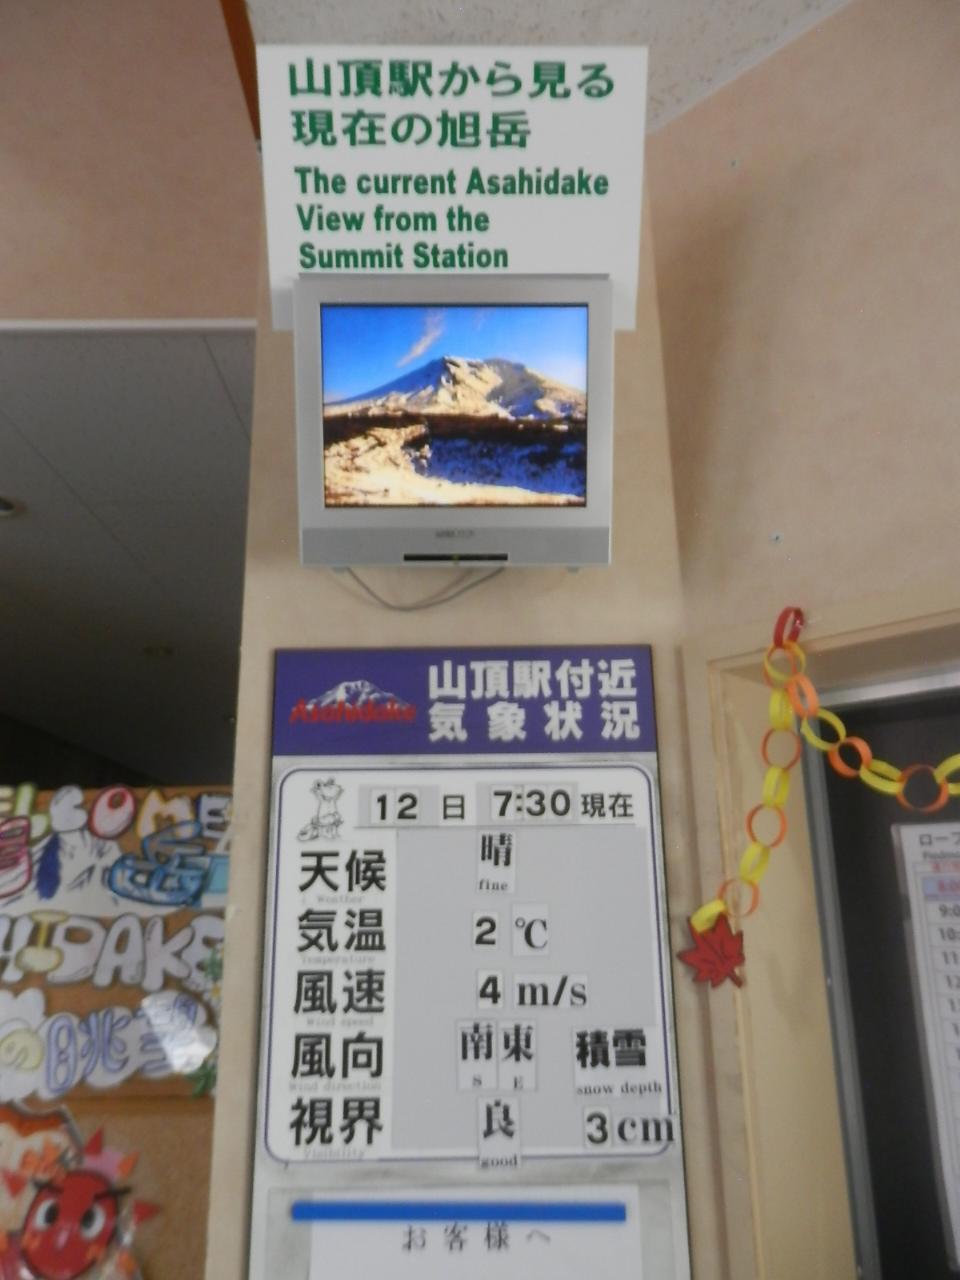 山頂駅から見る
現在の旭岳
The current Asahidake
View from the
Summit Station
Asahidake
山頂駅付近
気象状況
12日 7:30 現在
天候 晴
Weather fine
気温 2 ℃
Temperature
風速 4 m/s
Wind speed
風向 南東 積雪
Wind direction S E snow depth
視界 良 3 cm
Visibility good
お客様へ